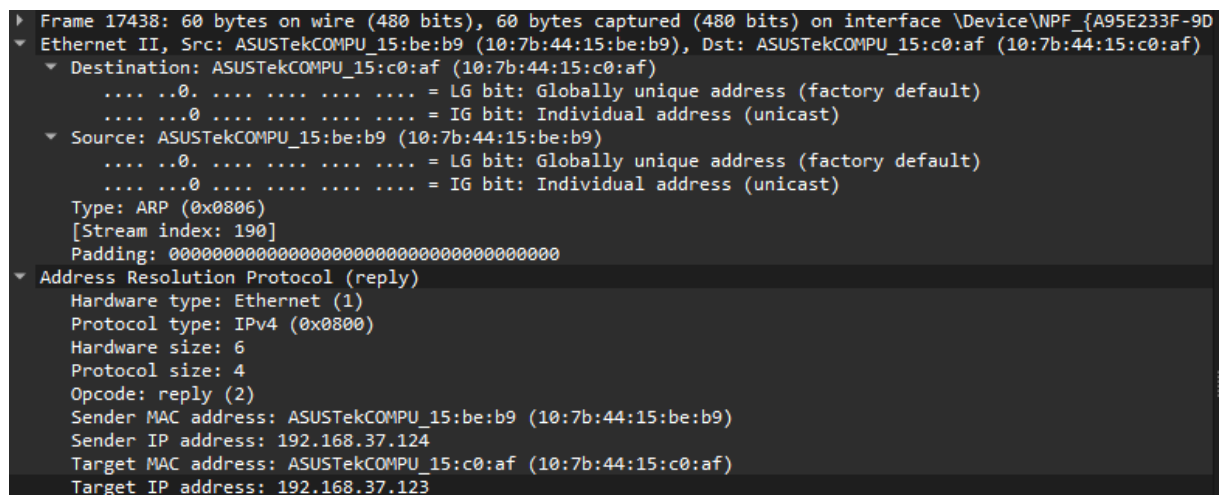 Frame 17438: 60 bytes on wire (480 bits), 60 bytes captured (480 bits) on interface \Device\NPF_{A95E233F-9D
Ethernet II, Src: ASUSTekCOMPU_15:be:b9 (10:7b:44:15:be:b9), Dst: ASUSTekCOMPU_15:c0:af (10:7b:44:15:c0:af)
Destination: ASUSTekCOMPU_15:c0:af (10:7b:44:15:c0:af)
.... ..0. .... .... .... .... = LG bit: Globally unique address (factory default)
.... ...0 .... .... .... .... = IG bit: Individual address (unicast)
Source: ASUSTekCOMPU_15:be:b9 (10:7b:44:15:be:b9)
.... ..0. .... .... .... .... = LG bit: Globally unique address (factory default)
.... ...0 .... .... .... .... = IG bit: Individual address (unicast)
Type: ARP (0x0806)
[Stream index: 190]
Padding: 000000000000000000000000000000000000
Address Resolution Protocol (reply)
Hardware type: Ethernet (1)
Protocol type: IPv4 (0x0800)
Hardware size: 6
Protocol size: 4
Opcode: reply (2)
Sender MAC address: ASUSTekCOMPU_15:be:b9 (10:7b:44:15:be:b9)
Sender IP address: 192.168.37.124
Target MAC address: ASUSTekCOMPU_15:c0:af (10:7b:44:15:c0:af)
Target IP address: 192.168.37.123